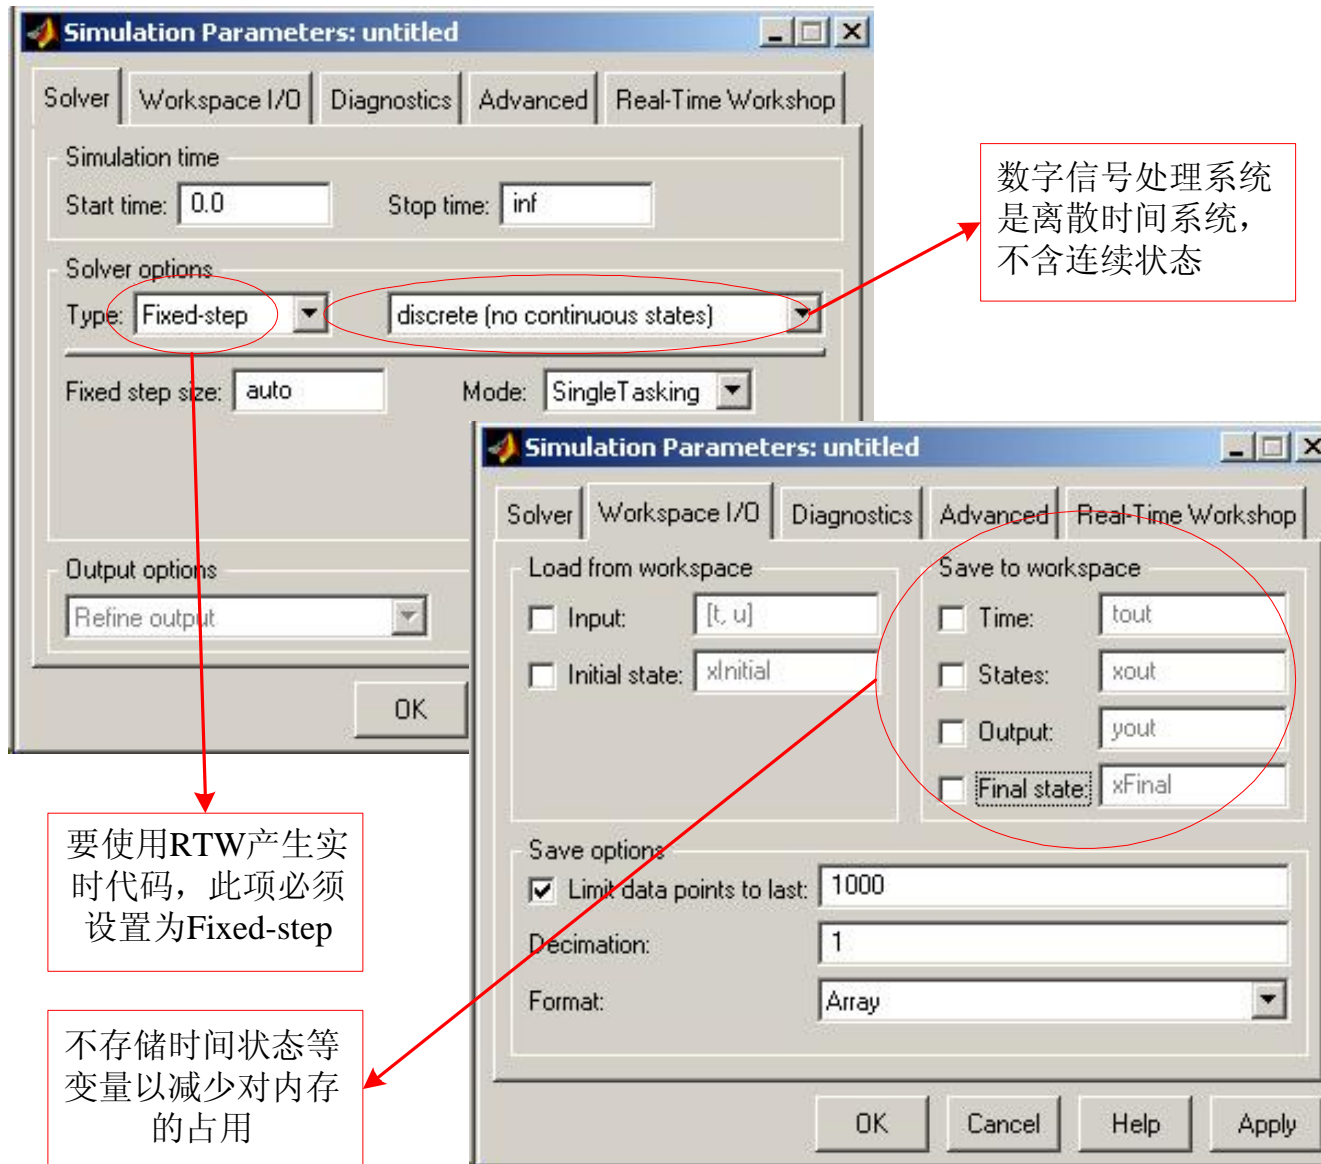 Simulation Parameters: untitled
Solver Workspace I/O Diagnostics Advanced Real-Time Workshop
Simulation time
Start time: 0.0 Stop time: inf
Solver options
Type: Fixed-step discrete (no continuous states)
Fixed step size: auto Mode: SingleTasking
Output options
Refine output
OK
数字信号处理系统
是离散时间系统，
不含连续状态
Simulation Parameters: untitled
Solver Workspace I/O Diagnostics Advanced Real-Time Workshop
Load from workspace
Input: [t, u]
Initial state: xInitial
Save to workspace
Time: tout
States: xout
Output: yout
Final state: xFinal
Save options
Limit data points to last: 1000
Decimation: 1
Format: Array
OK Cancel Help Apply
要使用RTW产生实
时代码，此项必须
设置为Fixed-step
不存储时间状态等
变量以减少对内存
的占用